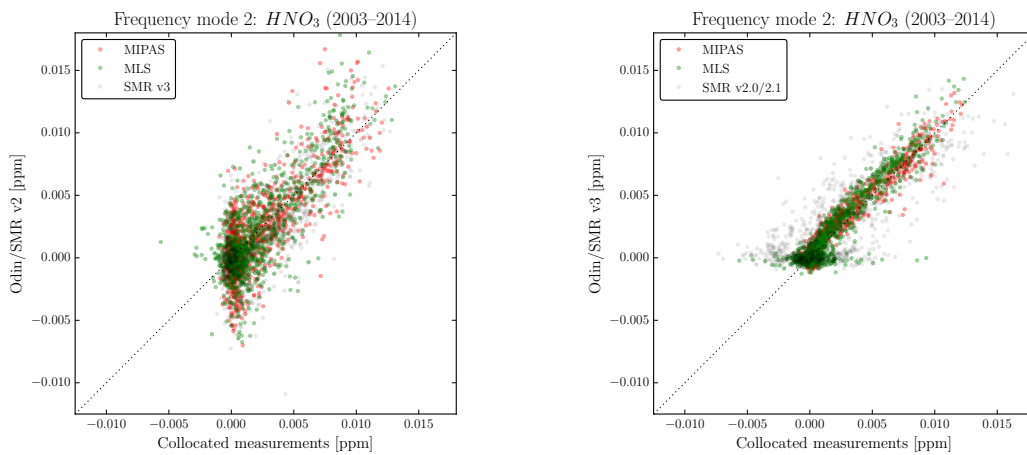 Frequency mode 2: HNO₃ (2003–2014)
MIPAS
MLS
SMR v3
0.015
0.010
0.005
0.000
−0.005
−0.010
Odin/SMR v2 [ppm]
−0.010 −0.005 0.000 0.005 0.010 0.015
Collocated measurements [ppm]
Frequency mode 2: HNO₃ (2003–2014)
MIPAS
MLS
SMR v2.0/2.1
0.015
0.010
0.005
0.000
−0.005
−0.010
Odin/SMR v3 [ppm]
−0.010 −0.005 0.000 0.005 0.010 0.015
Collocated measurements [ppm]